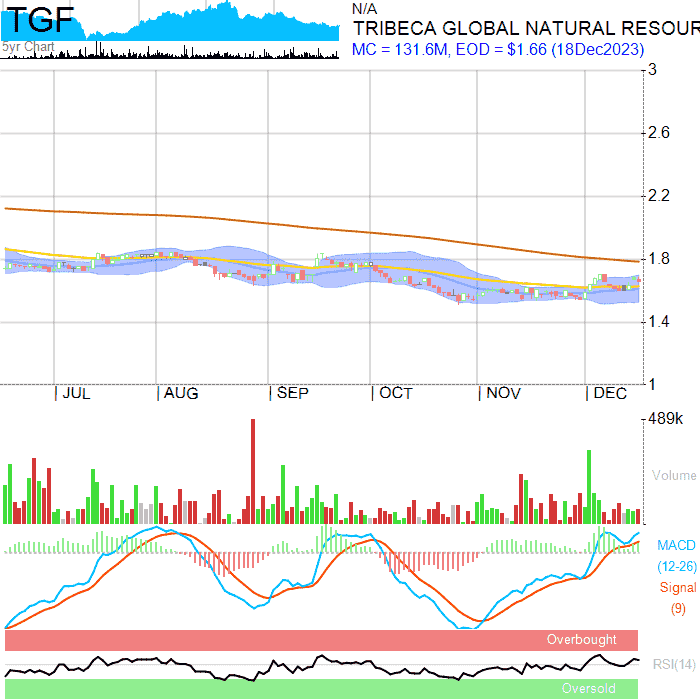 TGF
5yr Chart
N/A
TRIBECA GLOBAL NATURAL RESOUR
MC = 131.6M, EOD = $1.66 (18Dec2023)
3
2.6
2.2
1.8
1.4
1
JUL AUG SEP OCT NOV DEC
489k
Volume
MACD
(12-26)
Signal
(9)
Overbought
RSI(14)
Oversold